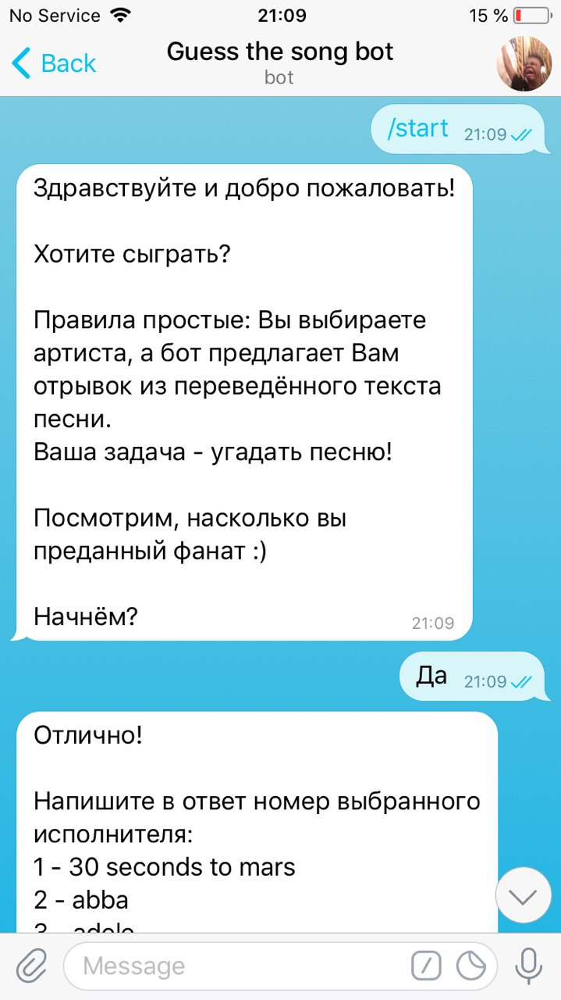 No Service 21:09 15 %
Back Guess the song bot
bot
/start 21:09
Здравствуйте и добро пожаловать!
Хотите сыграть?
Правила простые: Вы выбираете
артиста, а бот предлагает Вам
отрывок из переведённого текста
песни.
Ваша задача - угадать песню!
Посмотрим, насколько вы
преданный фанат :)
Начнём? 21:09
Да 21:09
Отлично!
Напишите в ответ номер выбранного
исполнителя:
1 - 30 seconds to mars
2 - abba
3 - adele
Message